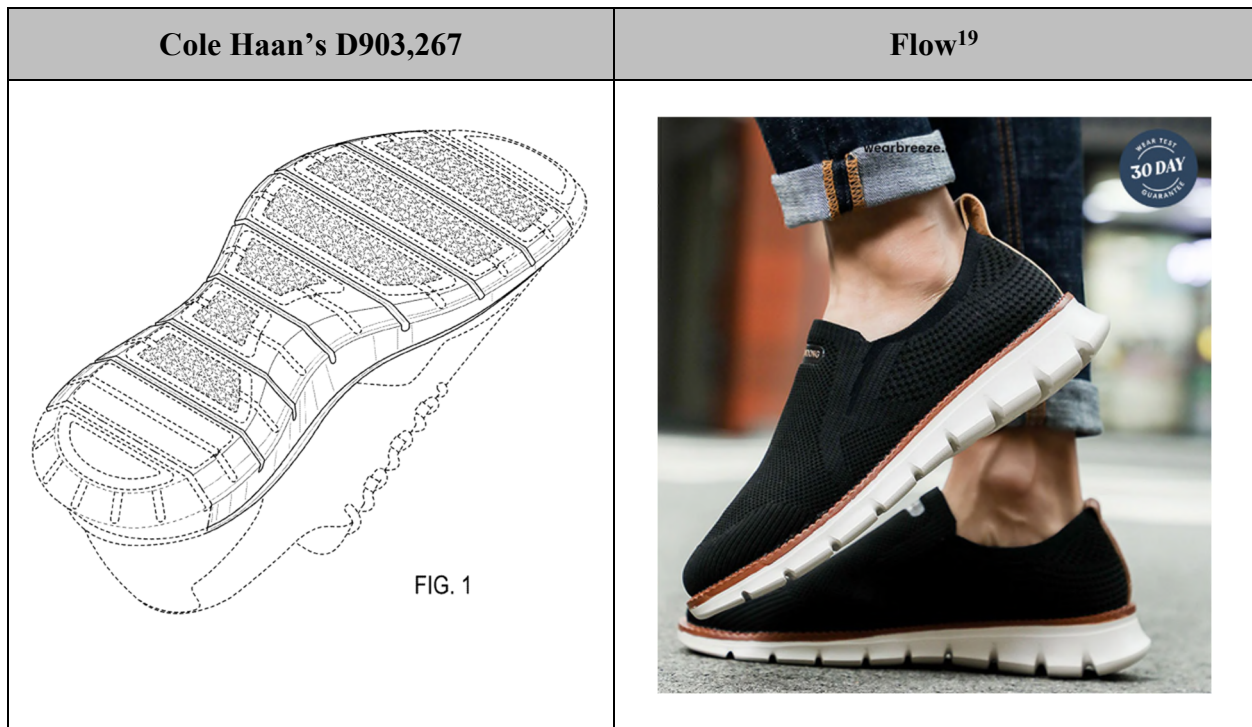 Cole Haan's D903,267
Flow19
FIG. 1
wearbreeze.
WEAR TEST
30 DAY
GUARANTEE